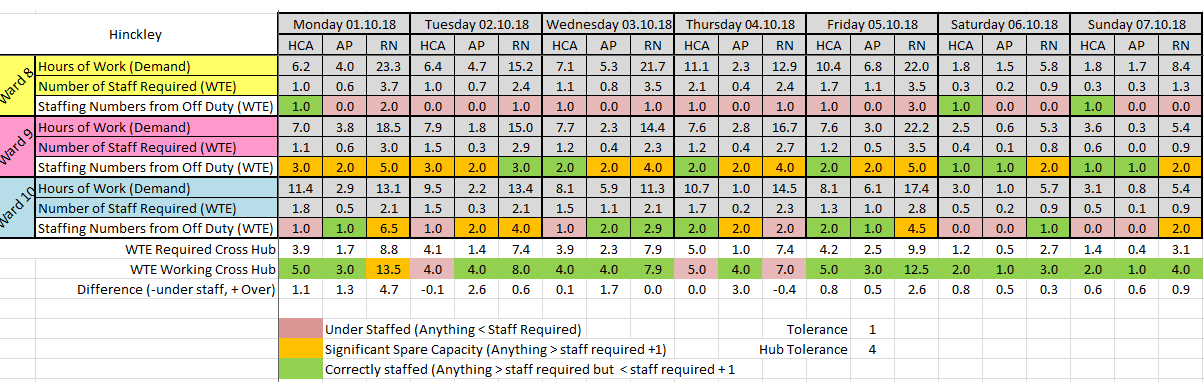 Hinckley Monday 01.10.18 Tuesday 02.10.18 Wednesday 03.10.18 Thursday 04.10.18 Friday 05.10.18 Saturday 06.10.18 Sunday 07.10.18
HCA AP RN HCA AP RN HCA AP RN HCA AP RN HCA AP RN HCA AP RN HCA AP RN
Ward 8
Hours of Work (Demand) 6.2 4.0 23.3 6.4 4.7 15.2 7.1 5.3 21.7 11.1 2.3 12.9 10.4 6.8 22.0 1.8 1.5 5.8 1.8 1.7 8.4
Number of Staff Required (WTE) 1.0 0.6 3.7 1.0 0.7 2.4 1.1 0.8 3.5 2.1 0.4 2.4 1.7 1.1 3.5 0.3 0.2 0.9 0.3 0.3 1.3
Staffing Numbers from Off Duty (WTE) 1.0 0.0 2.0 0.0 0.0 1.0 0.0 0.0 1.0 1.0 0.0 1.0 1.0 0.0 3.0 1.0 0.0 0.0 1.0 0.0 0.0
Ward 9
Hours of Work (Demand) 7.0 3.8 18.5 7.9 1.8 15.0 7.7 2.3 14.4 7.6 2.8 16.7 7.6 3.0 22.2 2.5 0.6 5.3 3.6 0.3 5.4
Number of Staff Required (WTE) 1.1 0.6 3.0 1.5 0.3 2.9 1.2 0.4 2.3 1.2 0.4 2.7 1.2 0.5 3.5 0.4 0.1 0.8 0.6 0.0 0.9
Staffing Numbers from Off Duty (WTE) 3.0 2.0 5.0 3.0 2.0 3.0 2.0 2.0 4.0 2.0 2.0 4.0 2.0 2.0 5.0 1.0 1.0 2.0 1.0 1.0 2.0
Ward 10
Hours of Work (Demand) 11.4 2.9 13.1 9.5 2.2 13.4 8.1 5.9 11.3 10.7 1.0 14.5 8.1 6.1 17.4 3.0 1.0 5.7 3.1 0.8 5.4
Number of Staff Required (WTE) 1.8 0.5 2.1 1.5 0.3 2.1 1.5 1.1 2.1 1.7 0.2 2.3 1.3 1.0 2.8 0.5 0.2 0.9 0.5 0.1 0.9
Staffing Numbers from Off Duty (WTE) 1.0 1.0 6.5 1.0 2.0 4.0 1.0 2.0 2.9 2.0 2.0 2.0 2.0 1.0 4.5 0.0 0.0 1.0 0.0 0.0 2.0
WTE Required Cross Hub 3.9 1.7 8.8 4.1 1.4 7.4 3.9 2.3 7.9 5.0 1.0 7.4 4.2 2.5 9.9 1.2 0.5 2.7 1.4 0.4 3.1
WTE Working Cross Hub 5.0 3.0 13.5 4.0 4.0 8.0 4.0 4.0 7.9 5.0 4.0 7.0 5.0 3.0 12.5 2.0 1.0 3.0 2.0 1.0 4.0
Difference (-under staff, + Over) 1.1 1.3 4.7 -0.1 2.6 0.6 0.1 1.7 0.0 0.0 3.0 -0.4 0.8 0.5 2.6 0.8 0.5 0.3 0.6 0.6 0.9
Under Staffed (Anything < Staff Required) Tolerance 1
Significant Spare Capacity (Anything > staff required +1) Hub Tolerance 4
Correctly staffed (Anything > staff required but < staff required + 1